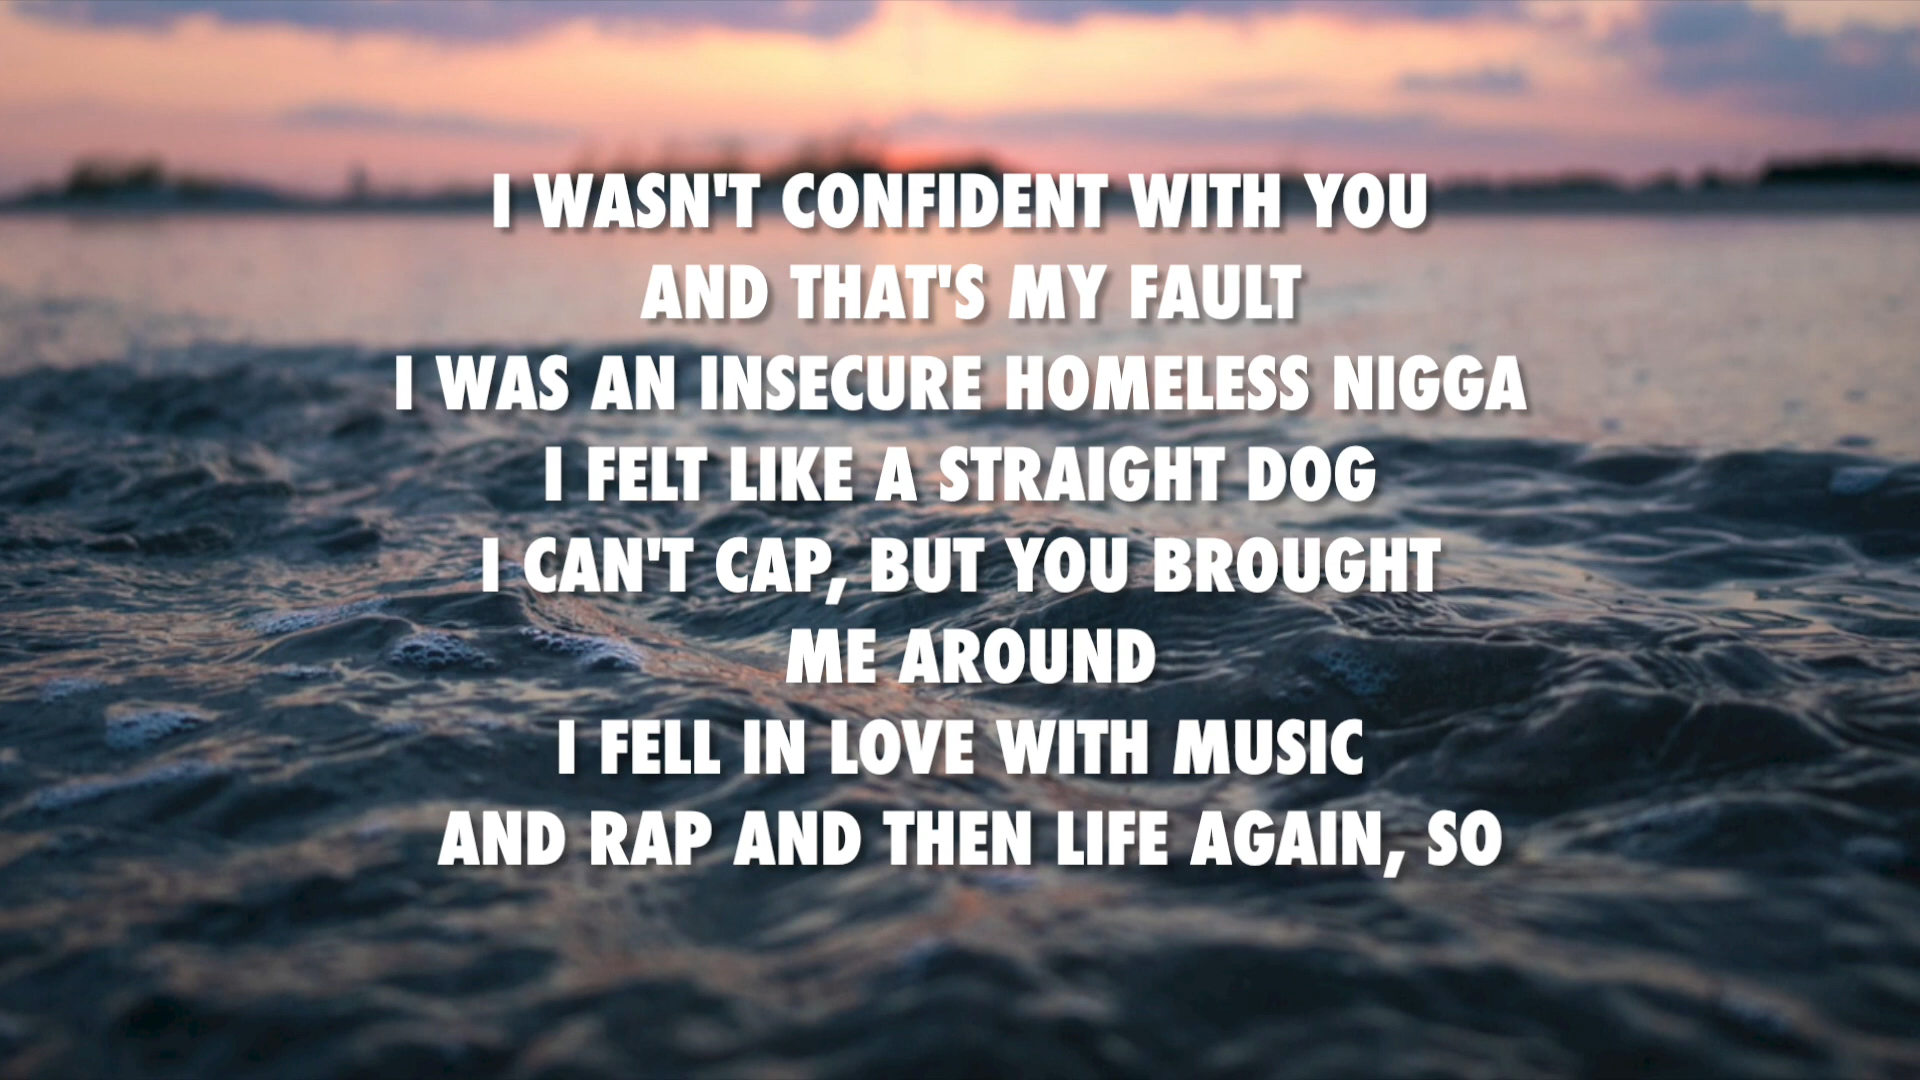 I WASN'T CONFIDENT WITH YOU
AND THAT'S MY FAULT
I WAS AN INSECURE HOMELESS NIGGA
I FELT LIKE A STRAIGHT DOG
I CAN'T CAP, BUT YOU BROUGHT
ME AROUND
I FELL IN LOVE WITH MUSIC
AND RAP AND THEN LIFE AGAIN, SO